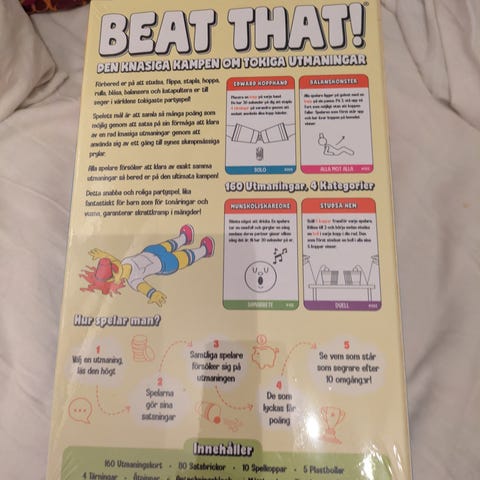 BEAT THAT!
DEN KNASIGA KAMPEN OM TOKIGA UTMANINGAR
Förbered er på att studsa, flippa, stapla, hoppa,
rulla, blåsa, balansera och katapultera er till
seger i världens tokigaste partyspel!
Spelets mål är att samla så många poäng som
möjligt genom att satsa på sin förmåga att klara
av en rad knasiga utmaningar genom att
använda sig av ett gäng till synes slumpmässiga
prylar.
Alla spelare försöker att klara av exakt samma
utmaningar så bered er på den ultimata kampen!
Detta snabba och roliga partyspel, lika
fantastiskt för barn som för tonåringar och
vuxna, garanterar skrattkramp i mängder!
EDWARD HOPPHAND
SOLO
BALANSKONSTER
ALLA MOT ALLA
160 Utmaningar, 4 Kategorier
MUNSKÖLJSKARAOKE
SAMARBETE
STUDSA HEN
DUELL
Hur spelar man?
1
Välj en utmaning,
läs den högt
2
Spelarna
gör sina
satsningar
3
Samtliga spelare
försöker sig på
utmaningen
4
De som
lyckas får
poäng
5
Se vem som står
som segrare efter
10 omgångar!
Innehåller
160 Utmaningskort · 80 Satsbrickor · 10 Spelkoppar · 5 Plastbollar
4 Tärningar